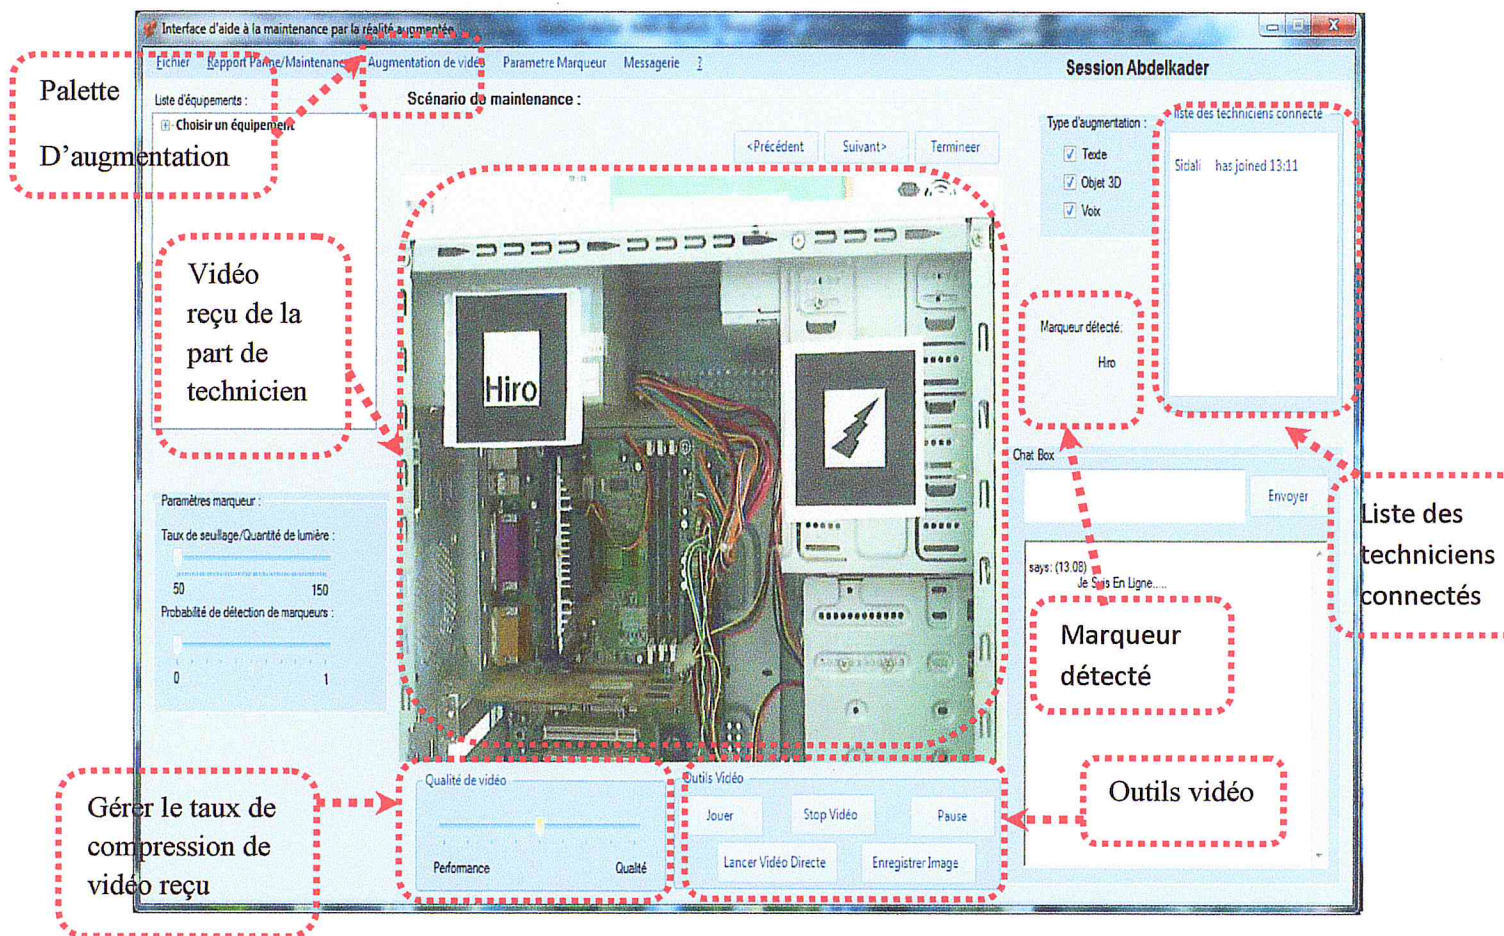 Interface d'aide à la maintenance par la réalité augmentée
Fichier Rapport Panne/Maintenance Augmentation de vidéo Parametre Marqueur Messagerie ?
Session Abdelkader
Palette
D'augmentation
Liste d'équipements :
Choisir un équipement
Scénario de maintenance :
<Précédent Suivant> Termineer
Type d'augmentation :
Texte
Objet 3D
Voix
liste des techniciens connecté
Sidali has joined 13:11
Vidéo
reçu de la
part de
technicien
Hiro
Marqueur détecté:
Hiro
Chat Box
Envoyer
Liste des
techniciens
connectés
says: (13.08)
Je Suis En Ligne.....
Marqueur
détecté
Paramètres marqueur :
Taux de seuillage/Quantité de lumière :
50 150
Probabilité de détection de marqueurs :
0 1
Gérer le taux de
compression de
vidéo reçu
Qualité de vidéo
Performance Qualité
Outils Vidéo
Jouer Stop Vidéo Pause
Lancer Vidéo Directe Enregistrer Image
Outils vidéo